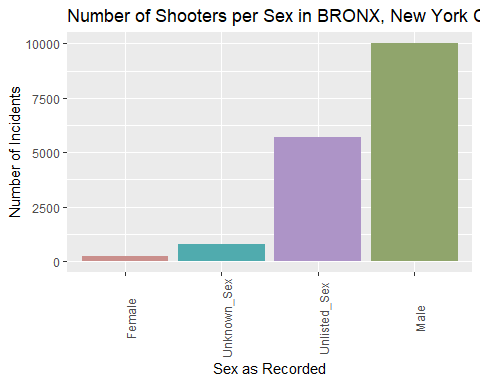 Number of Shooters per Sex in BRONX, New York C
10000
7500
5000
2500
0
Number of Incidents
Female
Unknown_Sex
Unlisted_Sex
Male
Sex as Recorded